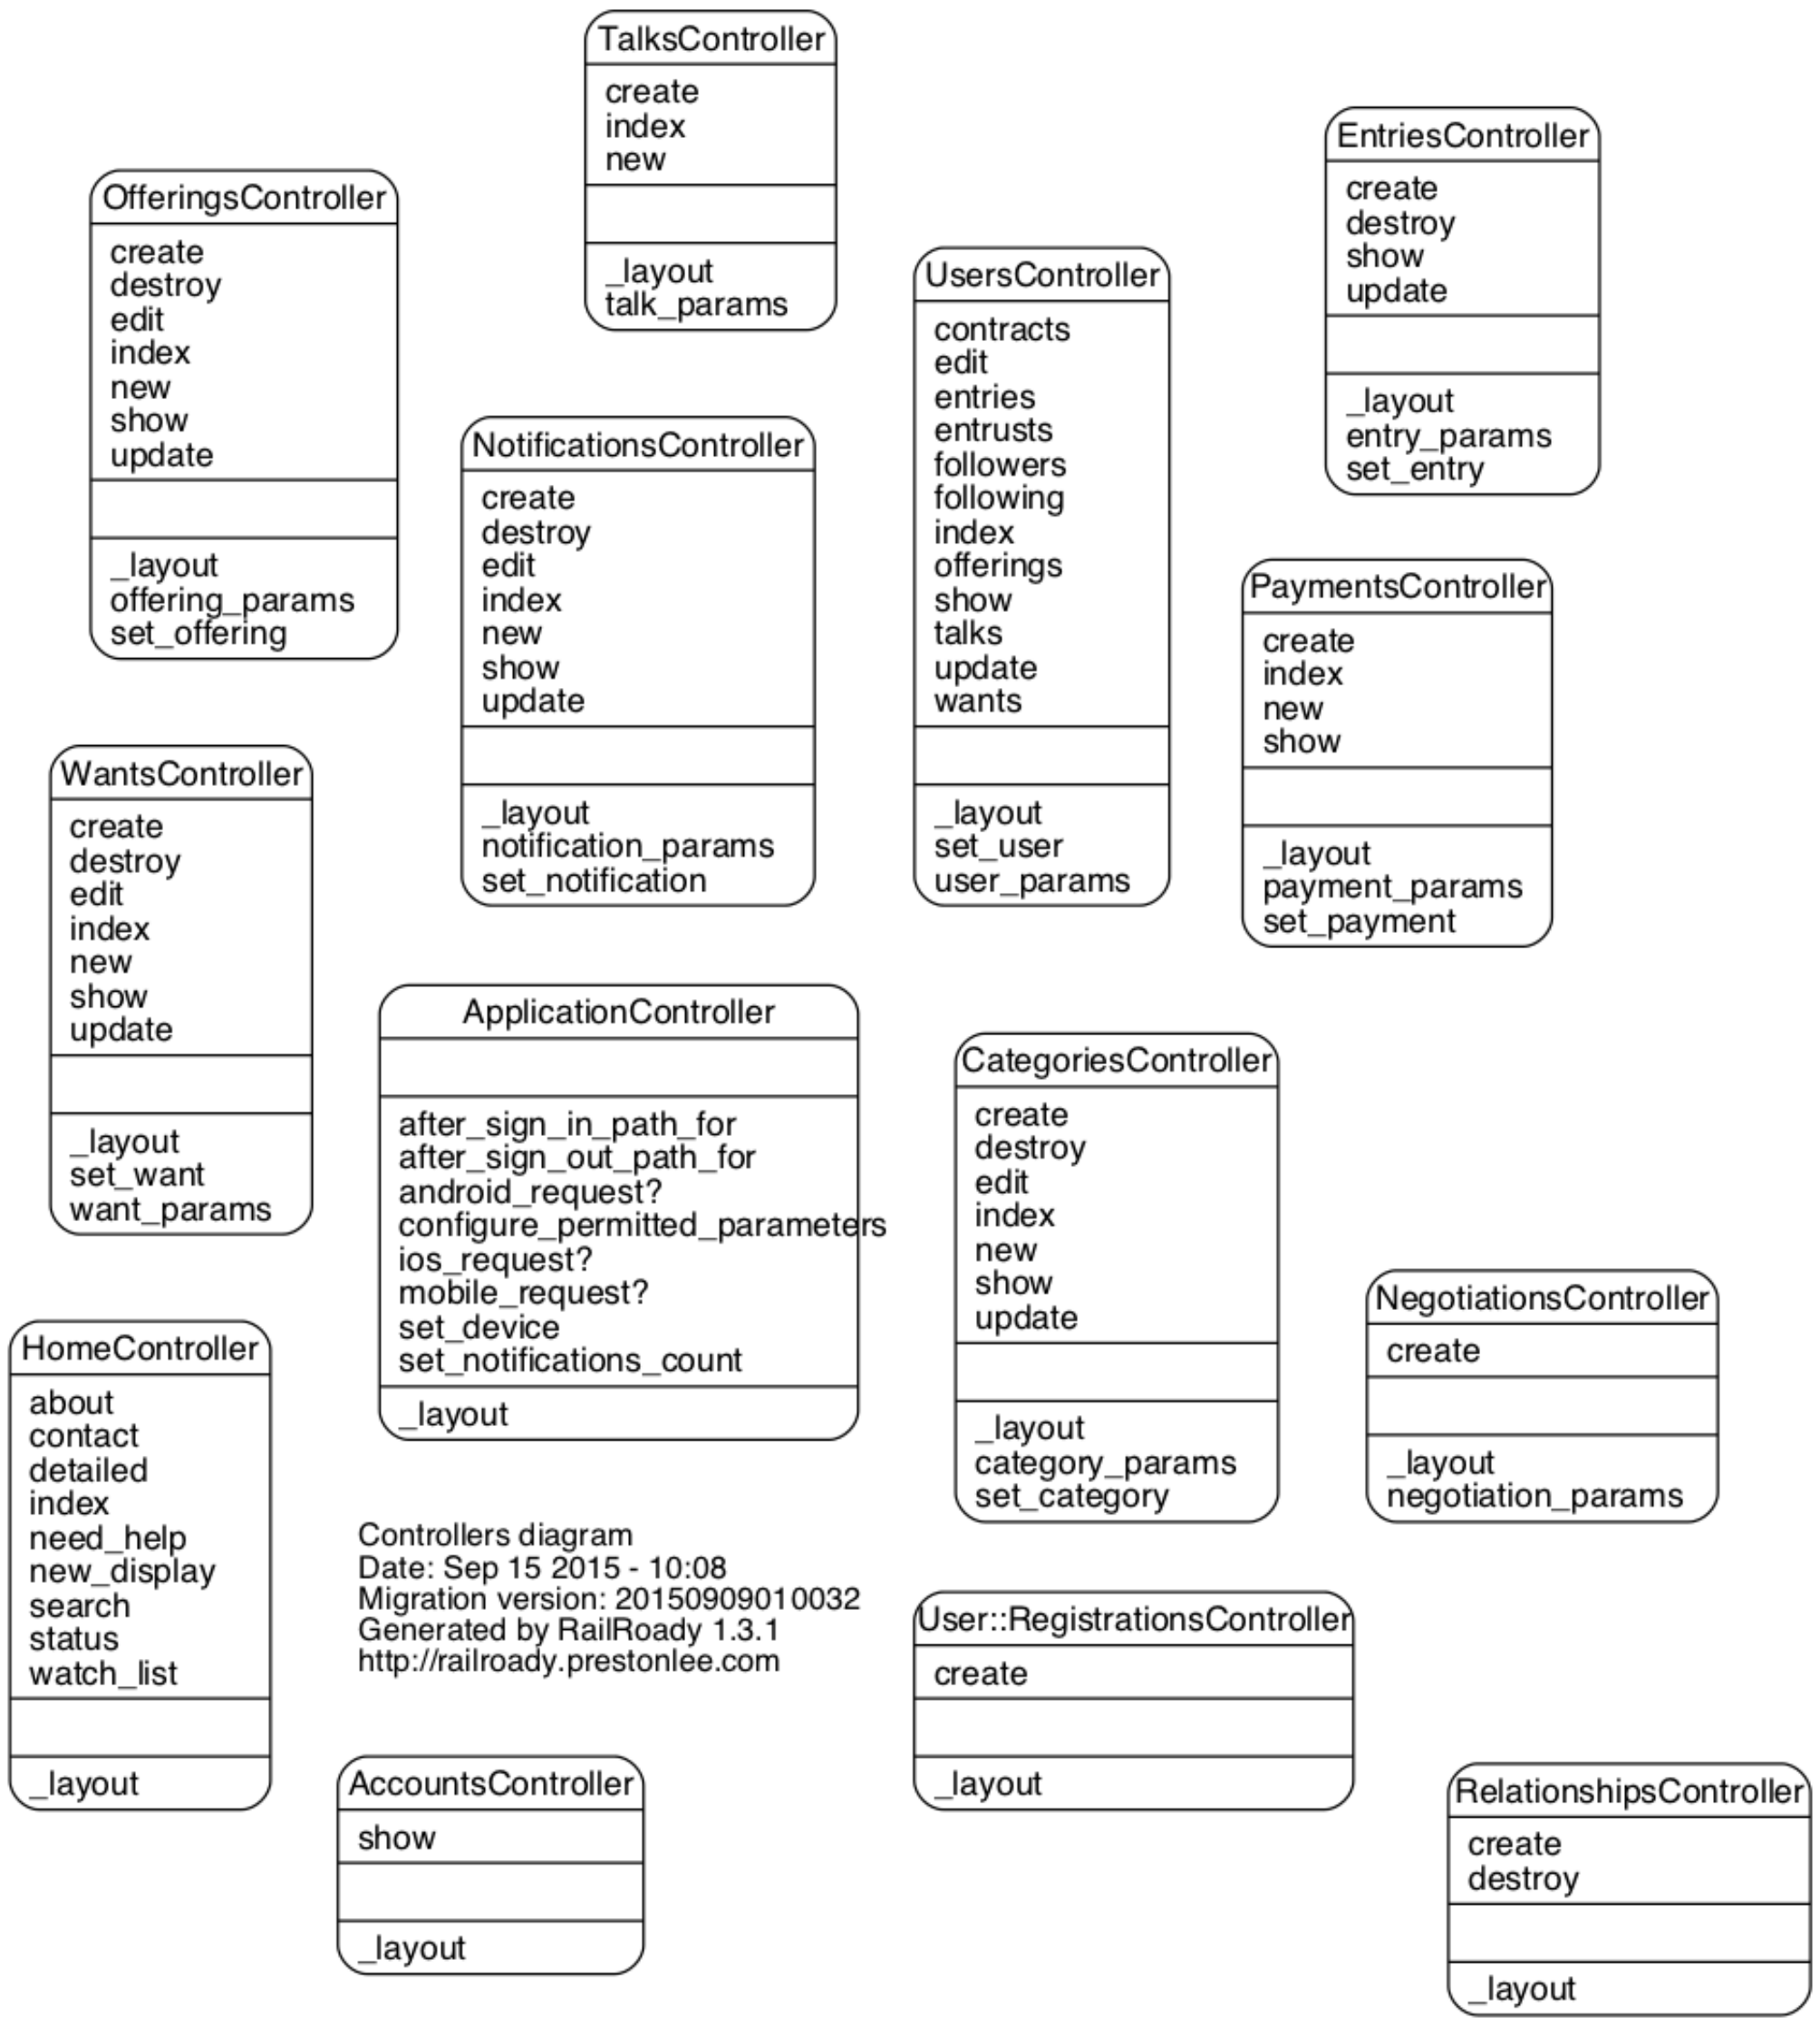 TalksController
create
index
new
_layout
talk_params
EntriesController
create
destroy
show
update
_layout
entry_params
set_entry
OfferingsController
create
destroy
edit
index
new
show
update
_layout
offering_params
set_offering
UsersController
contracts
edit
entries
entrusts
followers
following
index
offerings
show
talks
update
wants
_layout
set_user
user_params
NotificationsController
create
destroy
edit
index
new
show
update
_layout
notification_params
set_notification
PaymentsController
create
index
new
show
_layout
payment_params
set_payment
WantsController
create
destroy
edit
index
new
show
update
_layout
set_want
want_params
ApplicationController
after_sign_in_path_for
after_sign_out_path_for
android_request?
configure_permitted_parameters
ios_request?
mobile_request?
set_device
set_notifications_count
_layout
CategoriesController
create
destroy
edit
index
new
show
update
_layout
category_params
set_category
NegotiationsController
create
_layout
negotiation_params
HomeController
about
contact
detailed
index
need_help
new_display
search
status
watch_list
_layout
Controllers diagram
Date: Sep 15 2015 - 10:08
Migration version: 20150909010032
Generated by RailRoady 1.3.1
http://railroady.prestonlee.com
User::RegistrationsController
create
_layout
AccountsController
show
_layout
RelationshipsController
create
destroy
_layout